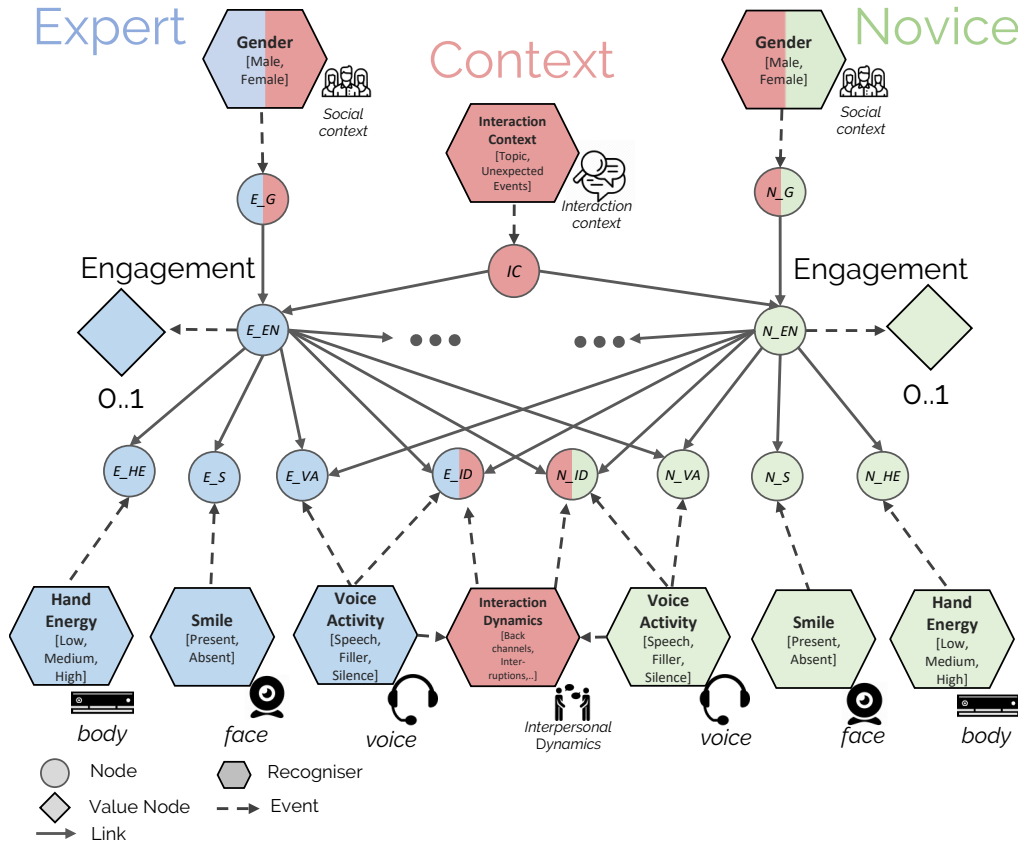 Expert
Context
Novice
Gender
[Male,
Female]
Social
context
Gender
[Male,
Female]
Social
context
Interaction
Context
[Topic,
Unexpected
Events]
Interaction
context
E_G
N_G
IC
Engagement
Engagement
E_EN
N_EN
0..1
0..1
E_HE
E_S
E_VA
E_ID
N_ID
N_VA
N_S
N_HE
Hand
Energy
[Low,
Medium,
High]
body
Smile
[Present,
Absent]
face
Voice
Activity
[Speech,
Filler,
Silence]
voice
Interaction
Dynamics
[Back
channels,
Inter-
ruptions,..]
Interpersonal
Dynamics
Voice
Activity
[Speech,
Filler,
Silence]
voice
Smile
[Present,
Absent]
face
Hand
Energy
[Low,
Medium,
High]
body
Node
Recogniser
Value Node
Event
Link